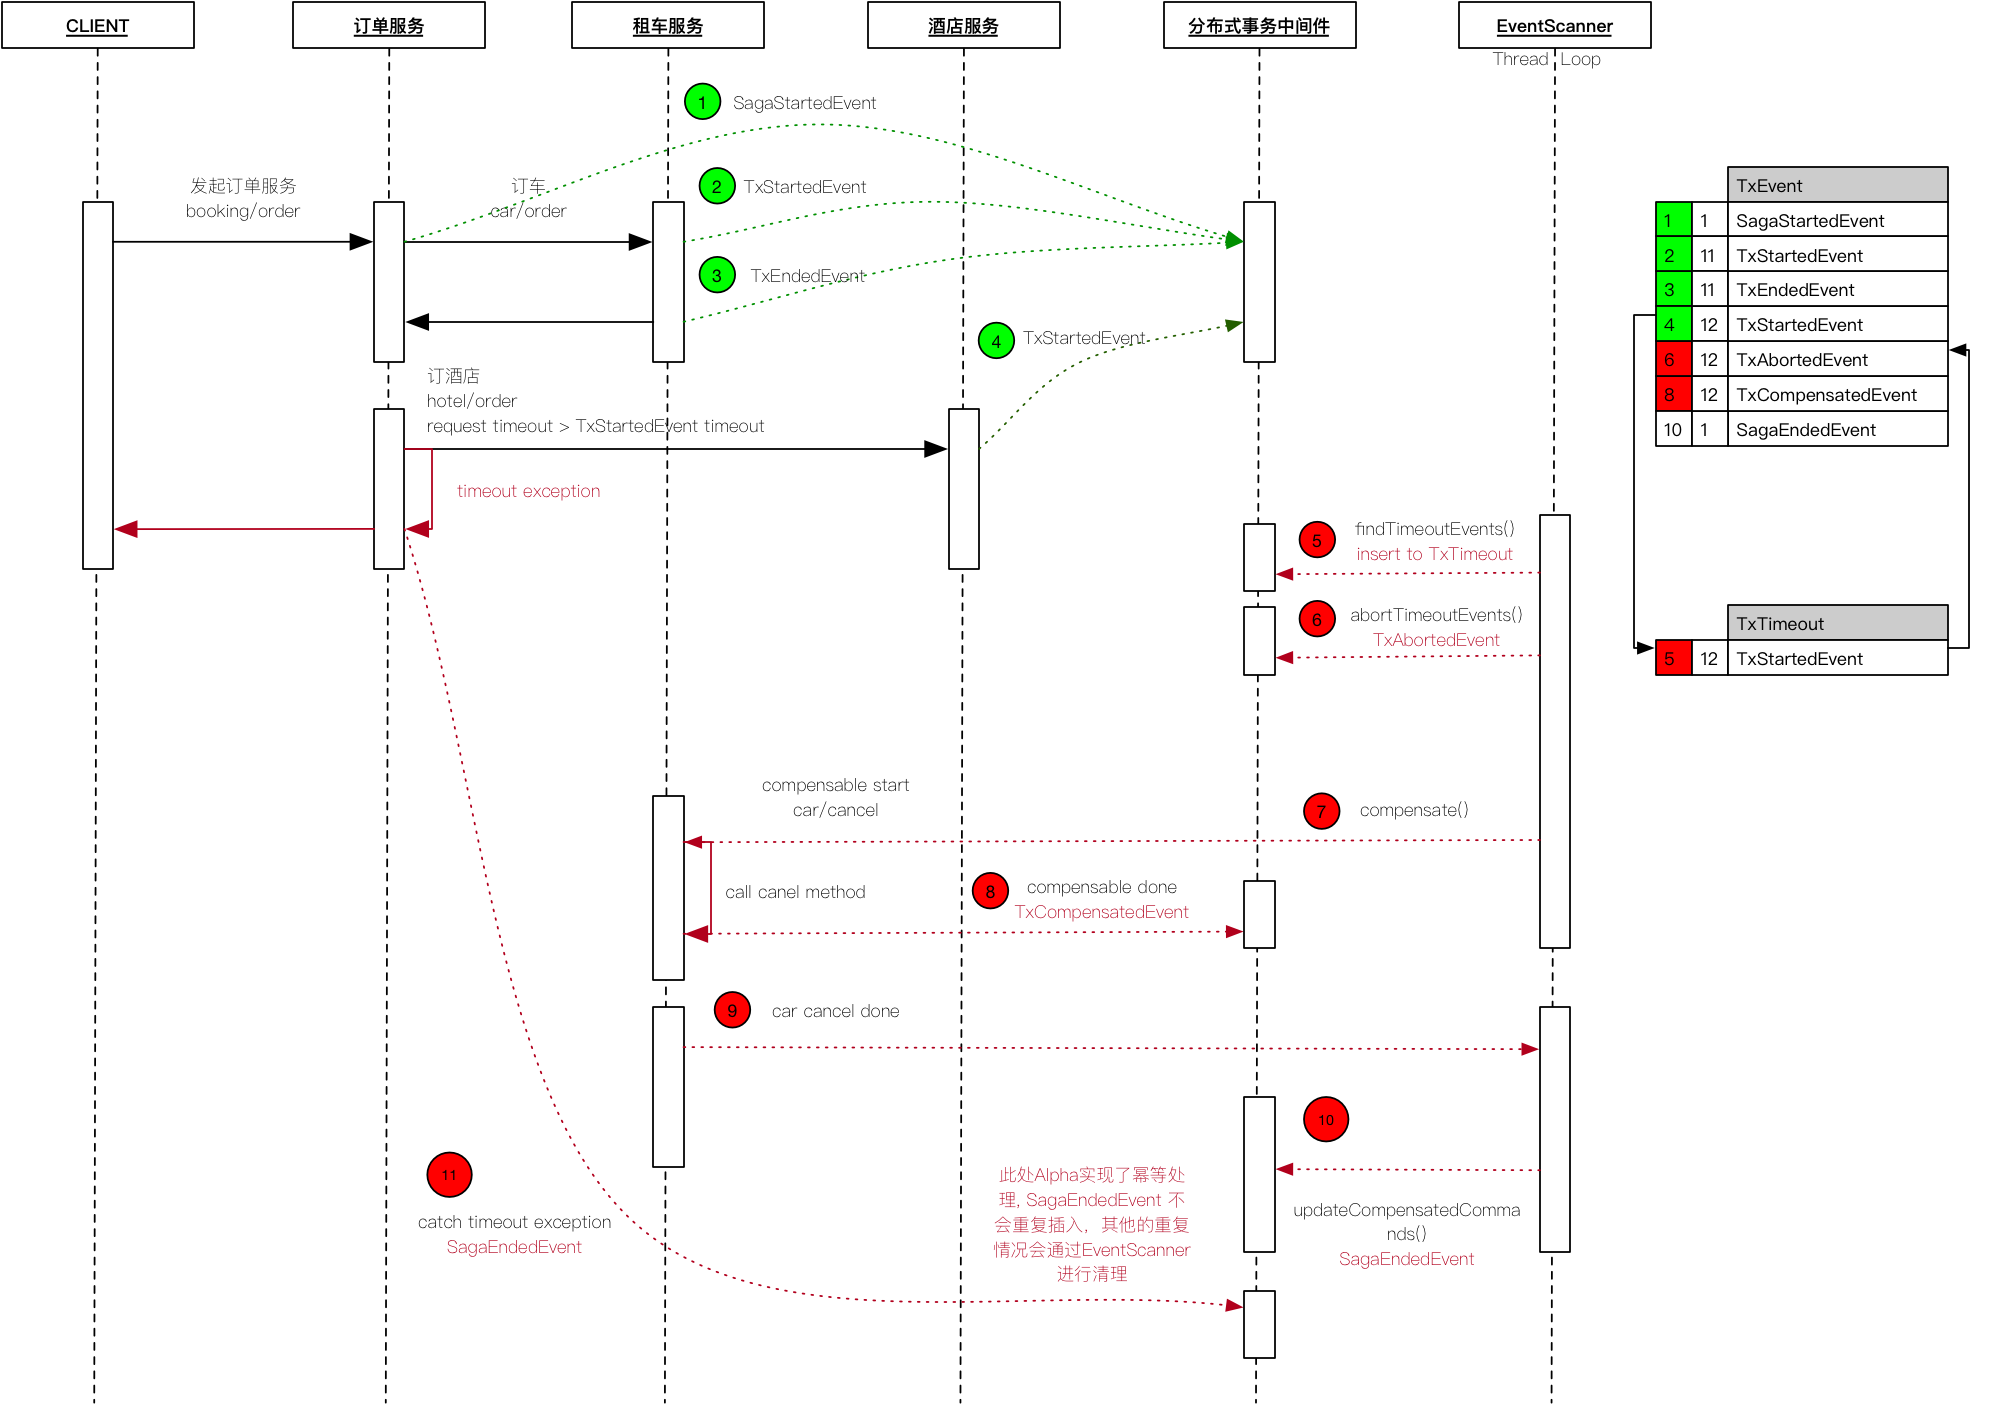 CLIENT
订单服务
租车服务
酒店服务
分布式事务中间件
EventScanner
Thread Loop
1
SagaStartedEvent
发起订单服务
booking/order
订车
car/order
2
TxStartedEvent
3
TxEndedEvent
4
TxStartedEvent
订酒店
hotel/order
request timeout > TxStartedEvent timeout
timeout exception
TxEvent
1 1 SagaStartedEvent
2 11 TxStartedEvent
3 11 TxEndedEvent
4 12 TxStartedEvent
6 12 TxAbortedEvent
8 12 TxCompensatedEvent
10 1 SagaEndedEvent
5
findTimeoutEvents()
insert to TxTimeout
6
abortTimeoutEvents()
TxAbortedEvent
TxTimeout
5 12 TxStartedEvent
compensable start
car/cancel
7
compensate()
call canel method
8
compensable done
TxCompensatedEvent
9
car cancel done
10
updateCompensatedComma
nds()
SagaEndedEvent
11
catch timeout exception
SagaEndedEvent
此处Alpha实现了幂等处
理, SagaEndedEvent 不
会重复插入，其他的重复
情况会通过EventScanner
进行清理